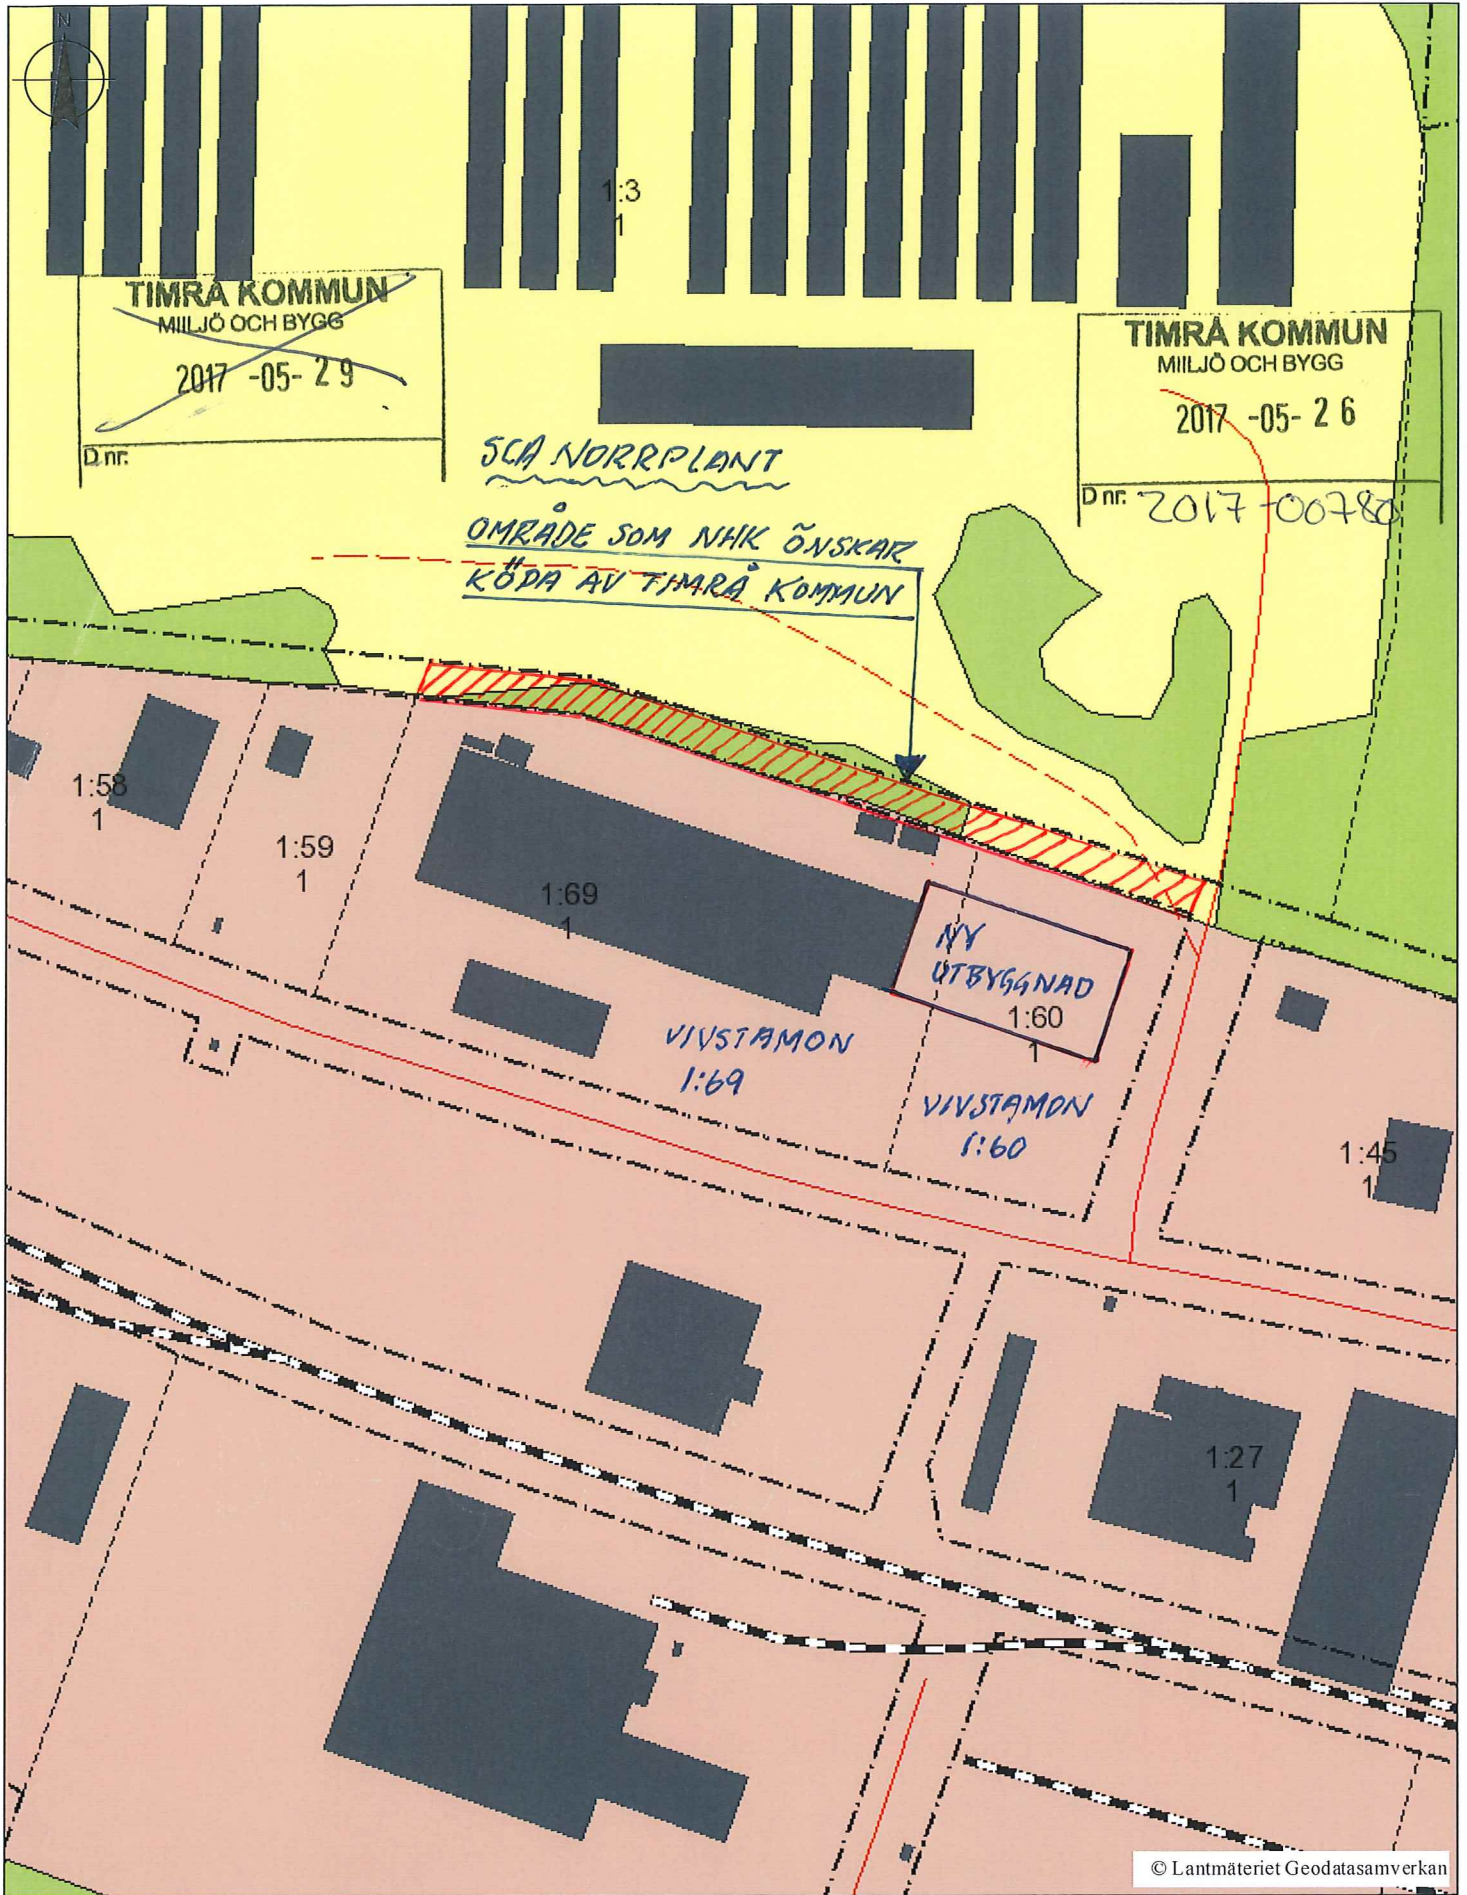 N
1:3
1
TIMRÅ KOMMUN
MIILJÖ OCH BYGG
2017 -05- 29
D nr:
TIMRÅ KOMMUN
MIILJÖ OCH BYGG
2017 -05- 26
D nr: 2017-00780
SCA NORRPLANT
OMRÅDE SOM NHK ÖNSKAR
KÖPA AV TIMRÅ KOMMUN
1:58
1
1:59
1
1:69
1
NY
UTBYGGNAD
1:60
1
VIVSTAMON
1:69
VIVSTAMON
1:60
1:45
1
1:27
1
© Lantmäteriet Geodatasamverkan